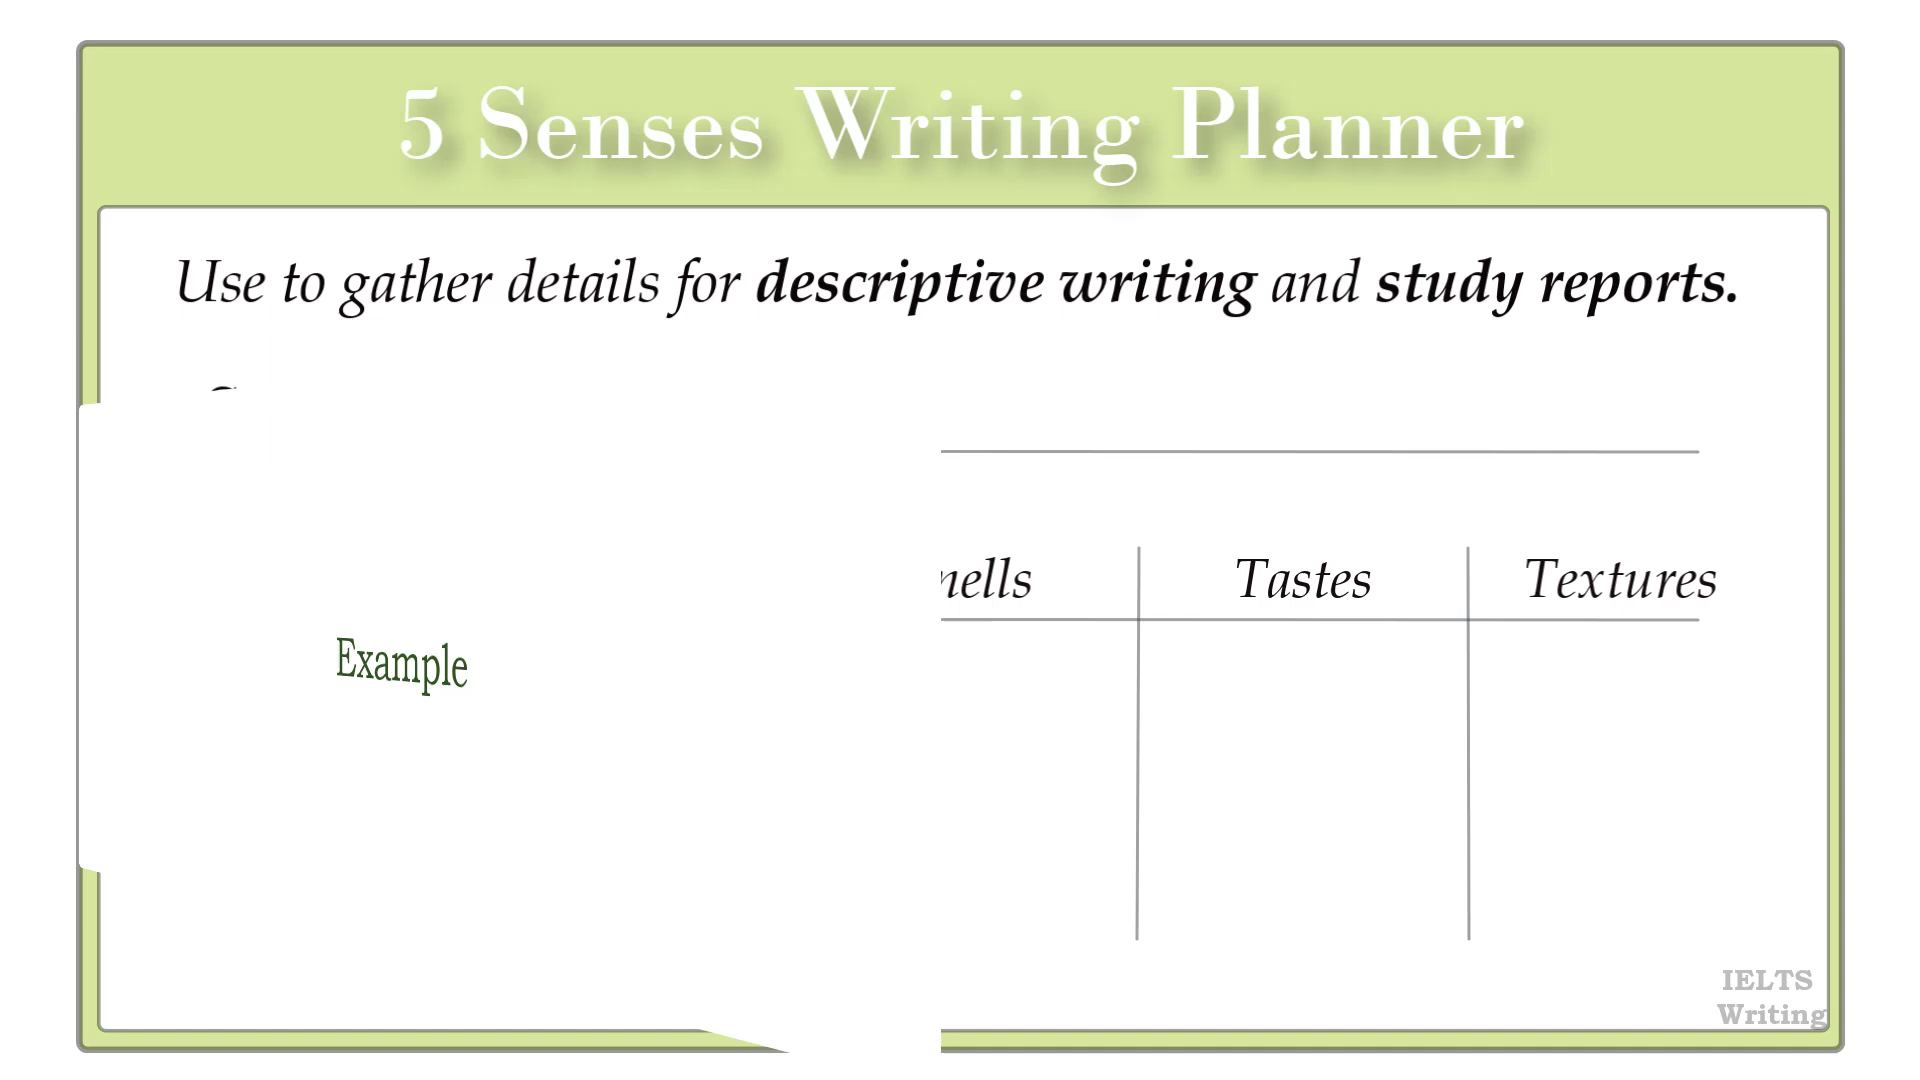 5 Senses Writing Planner
Use to gather details for descriptive writing and study reports.
Tastes
Textures
Example
IELTS
Writing